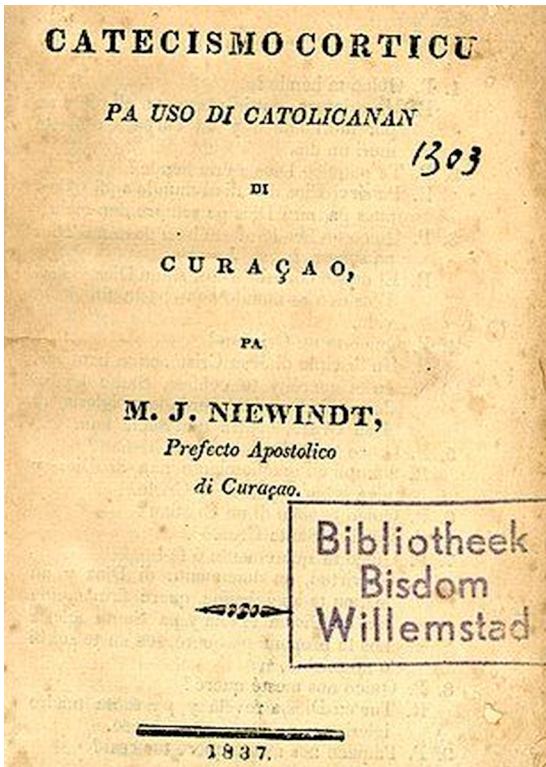 CATECISMO CORTICU
PA USO DI CATOLICANAN
1303
DI
CURAÇAO,
PA
M. J. NIEWINDT,
Prefecto Apostolico
di Curaçao.
Bibliotheek
Bisdom
Willemstad
1837.